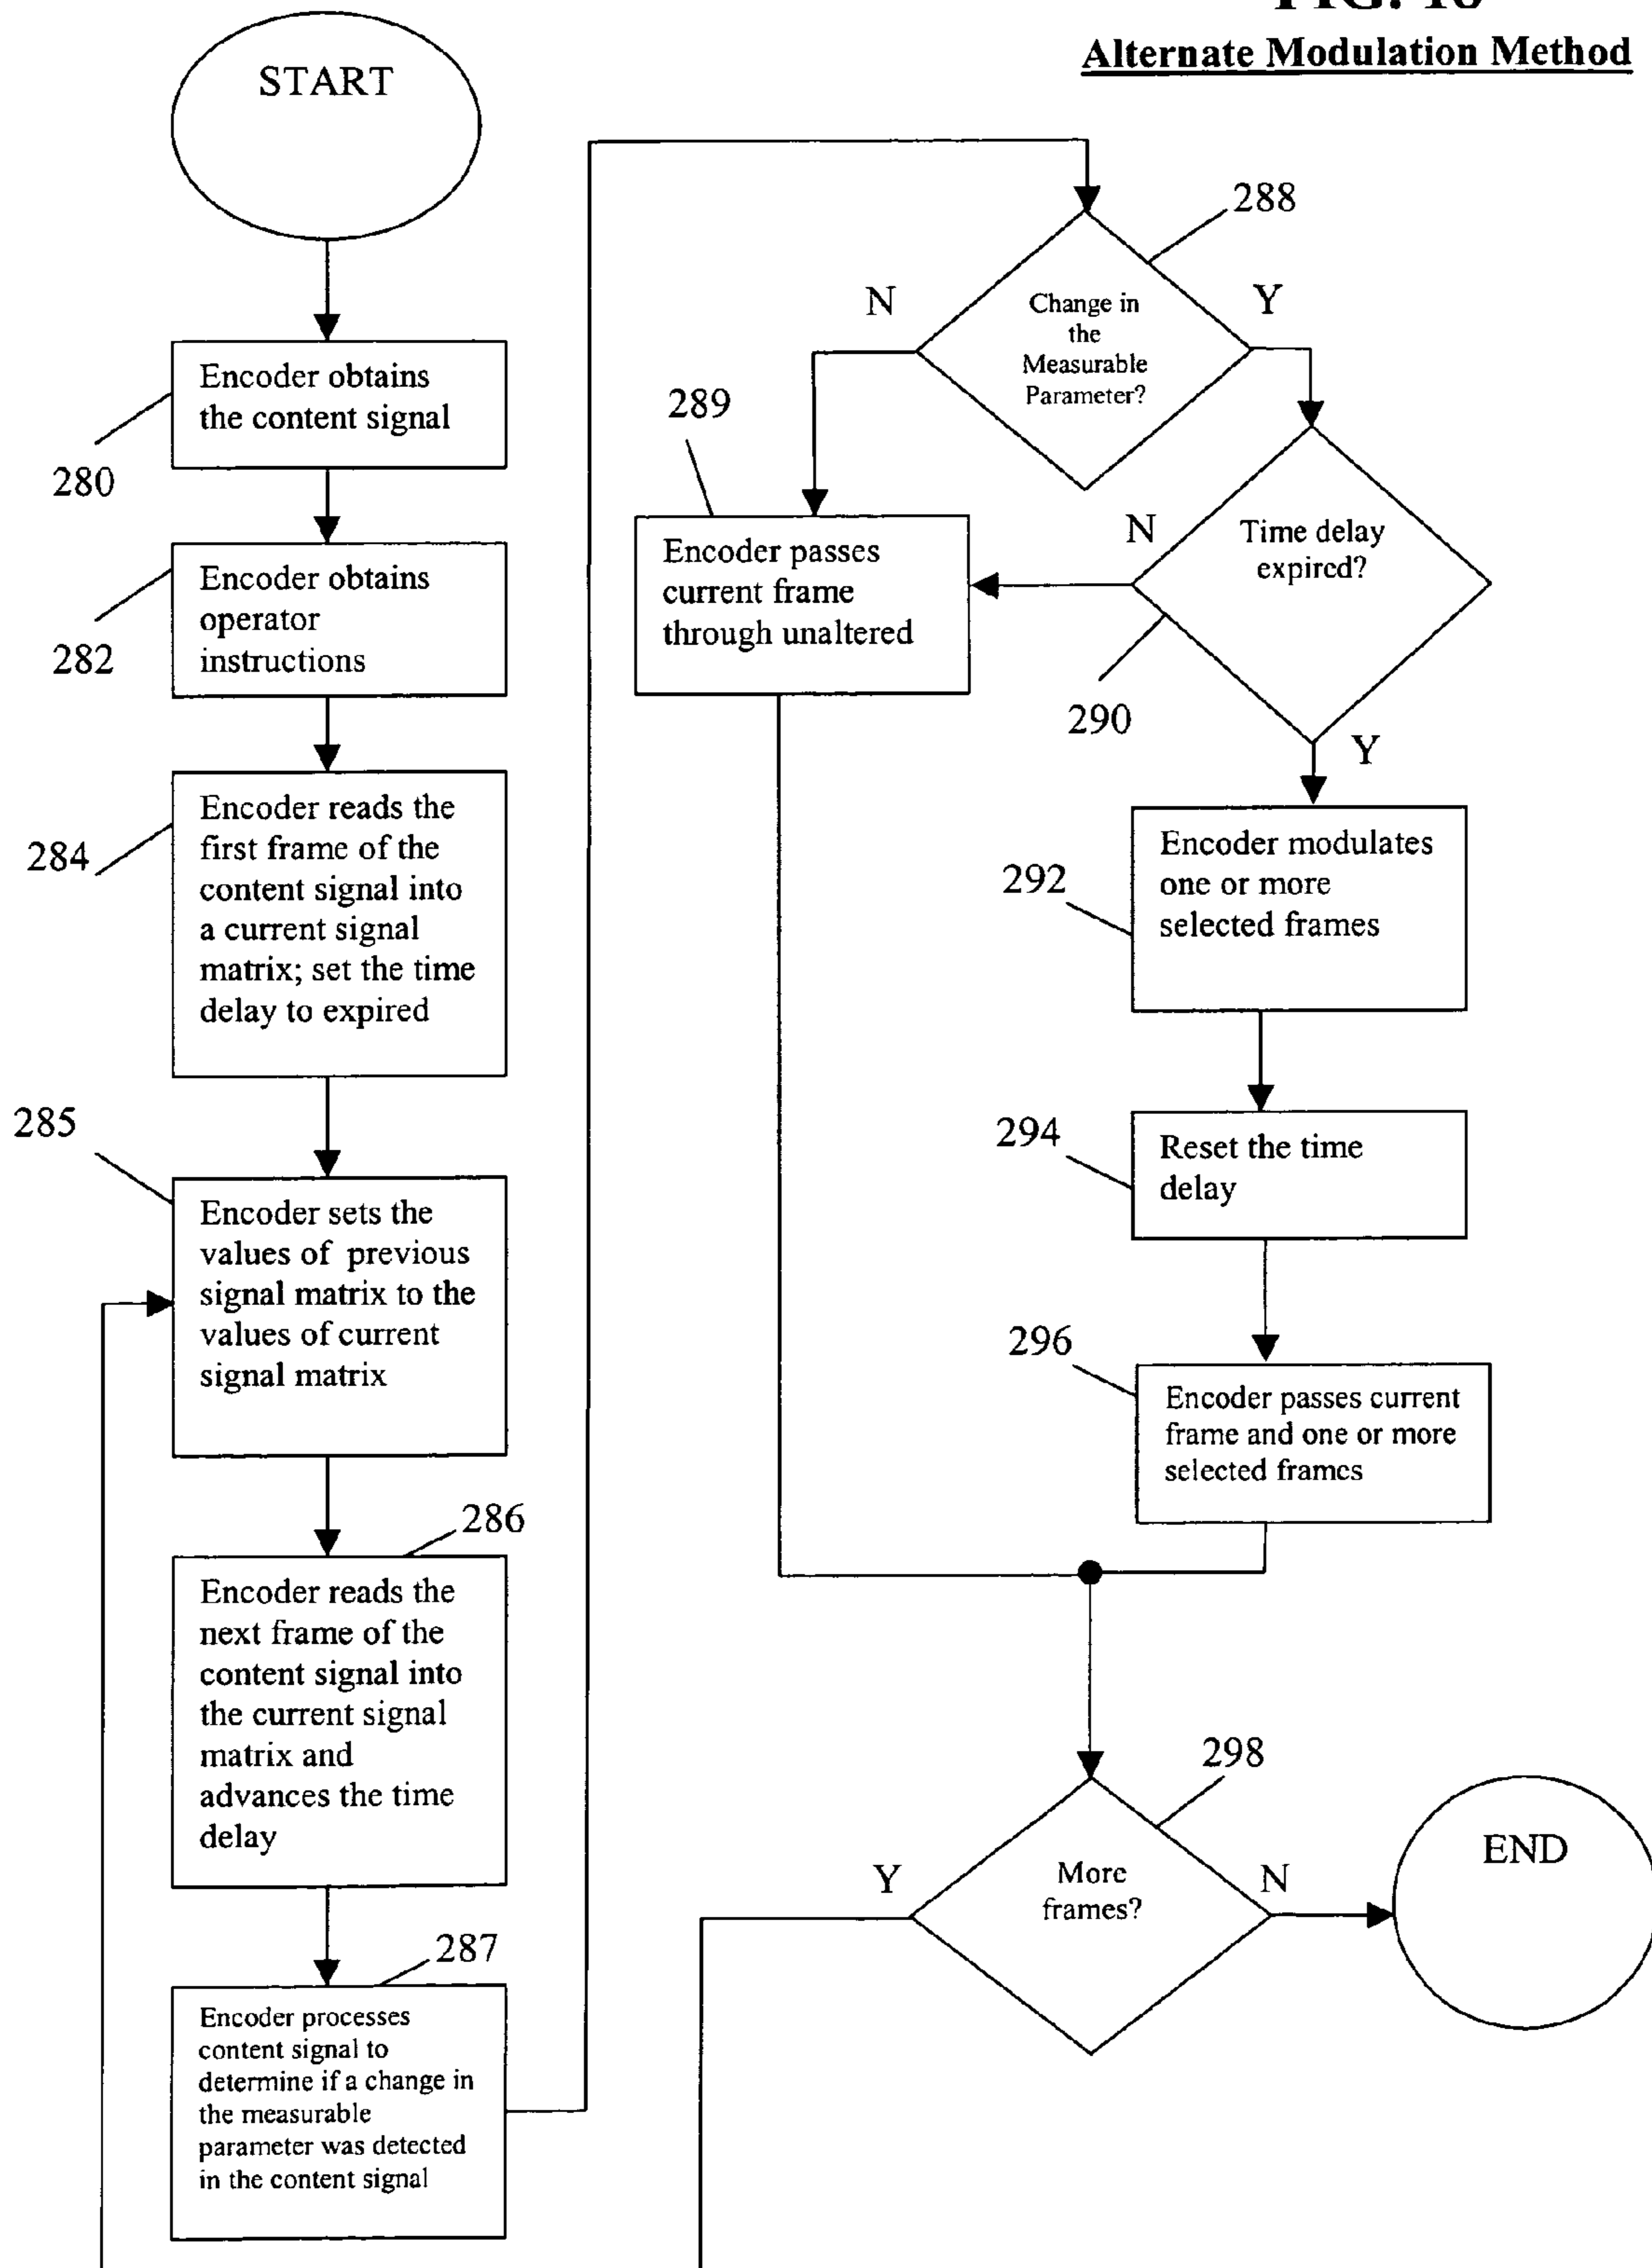 Alternate Modulation Method
START
Encoder obtains
the content signal
280
Encoder obtains
operator
instructions
282
Encoder reads the
first frame of the
content signal into
a current signal
matrix; set the time
delay to expired
284
285
Encoder sets the
values of previous
signal matrix to the
values of current
signal matrix
286
Encoder reads the
next frame of the
content signal into
the current signal
matrix and
advances the time
delay
287
Encoder processes
content signal to
determine if a change in
the measurable
parameter was detected
in the content signal
288
N
Change in
the
Measurable
Parameter?
Y
289
Encoder passes
current frame
through unaltered
N
Time delay
expired?
290
Y
292
Encoder modulates
one or more
selected frames
294
Reset the time
delay
296
Encoder passes current
frame and one or more
selected frames
298
Y
More
frames?
N
END